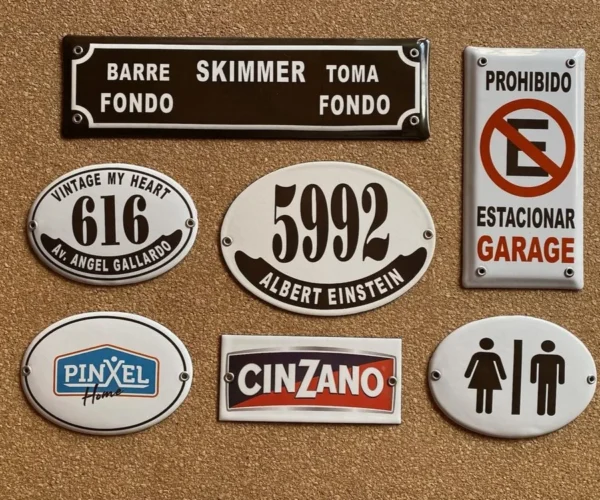 BARRE FONDO
SKIMMER
TOMA FONDO
PROHIBIDO
E
ESTACIONAR
GARAGE
VINTAGE MY HEART
616
Av. ANGEL GALLARDO
5992
ALBERT EINSTEIN
PINXEL
Home
CINZANO